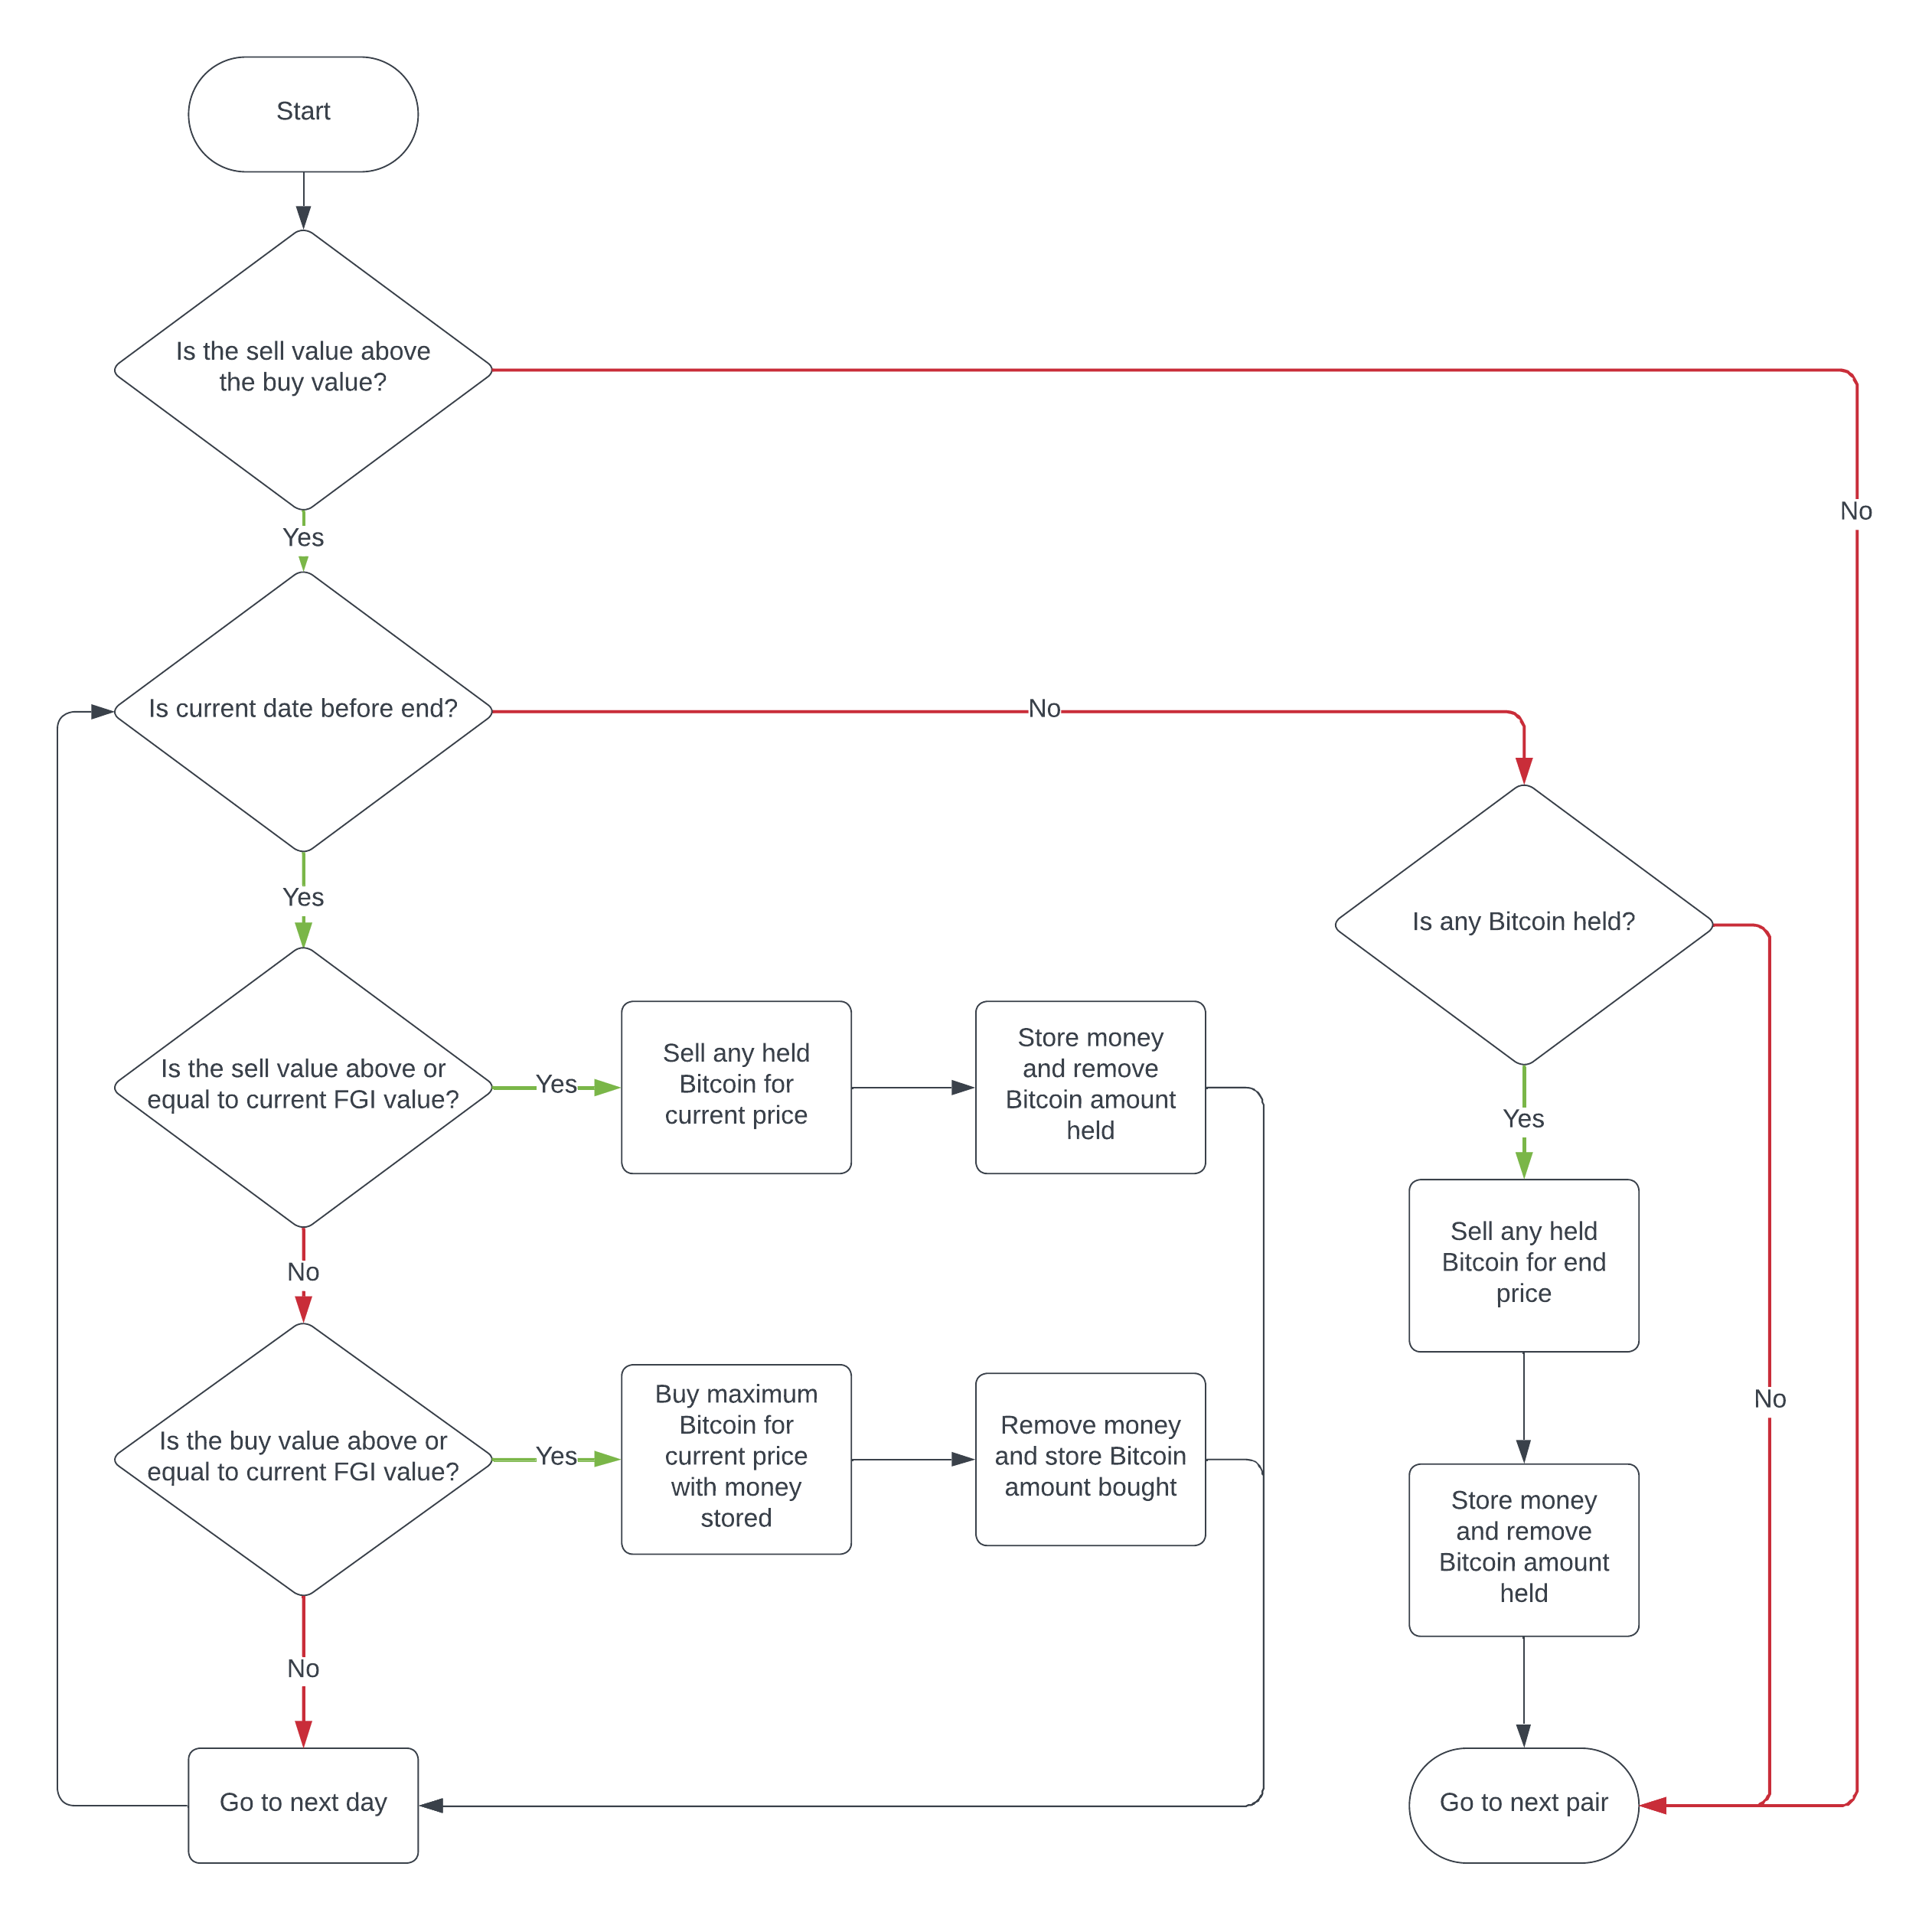 Start
Is the sell value above
the buy value?
No
Yes
Is current date before end?
No
Yes
Is any Bitcoin held?
Is the sell value above or
equal to current FGI value?
Yes
Sell any held
Bitcoin for
current price
Store money
and remove
Bitcoin amount
held
Yes
No
Sell any held
Bitcoin for end
price
No
Is the buy value above or
equal to current FGI value?
Yes
Buy maximum
Bitcoin for
current price
with money
stored
Remove money
and store Bitcoin
amount bought
Store money
and remove
Bitcoin amount
held
No
Go to next day
Go to next pair